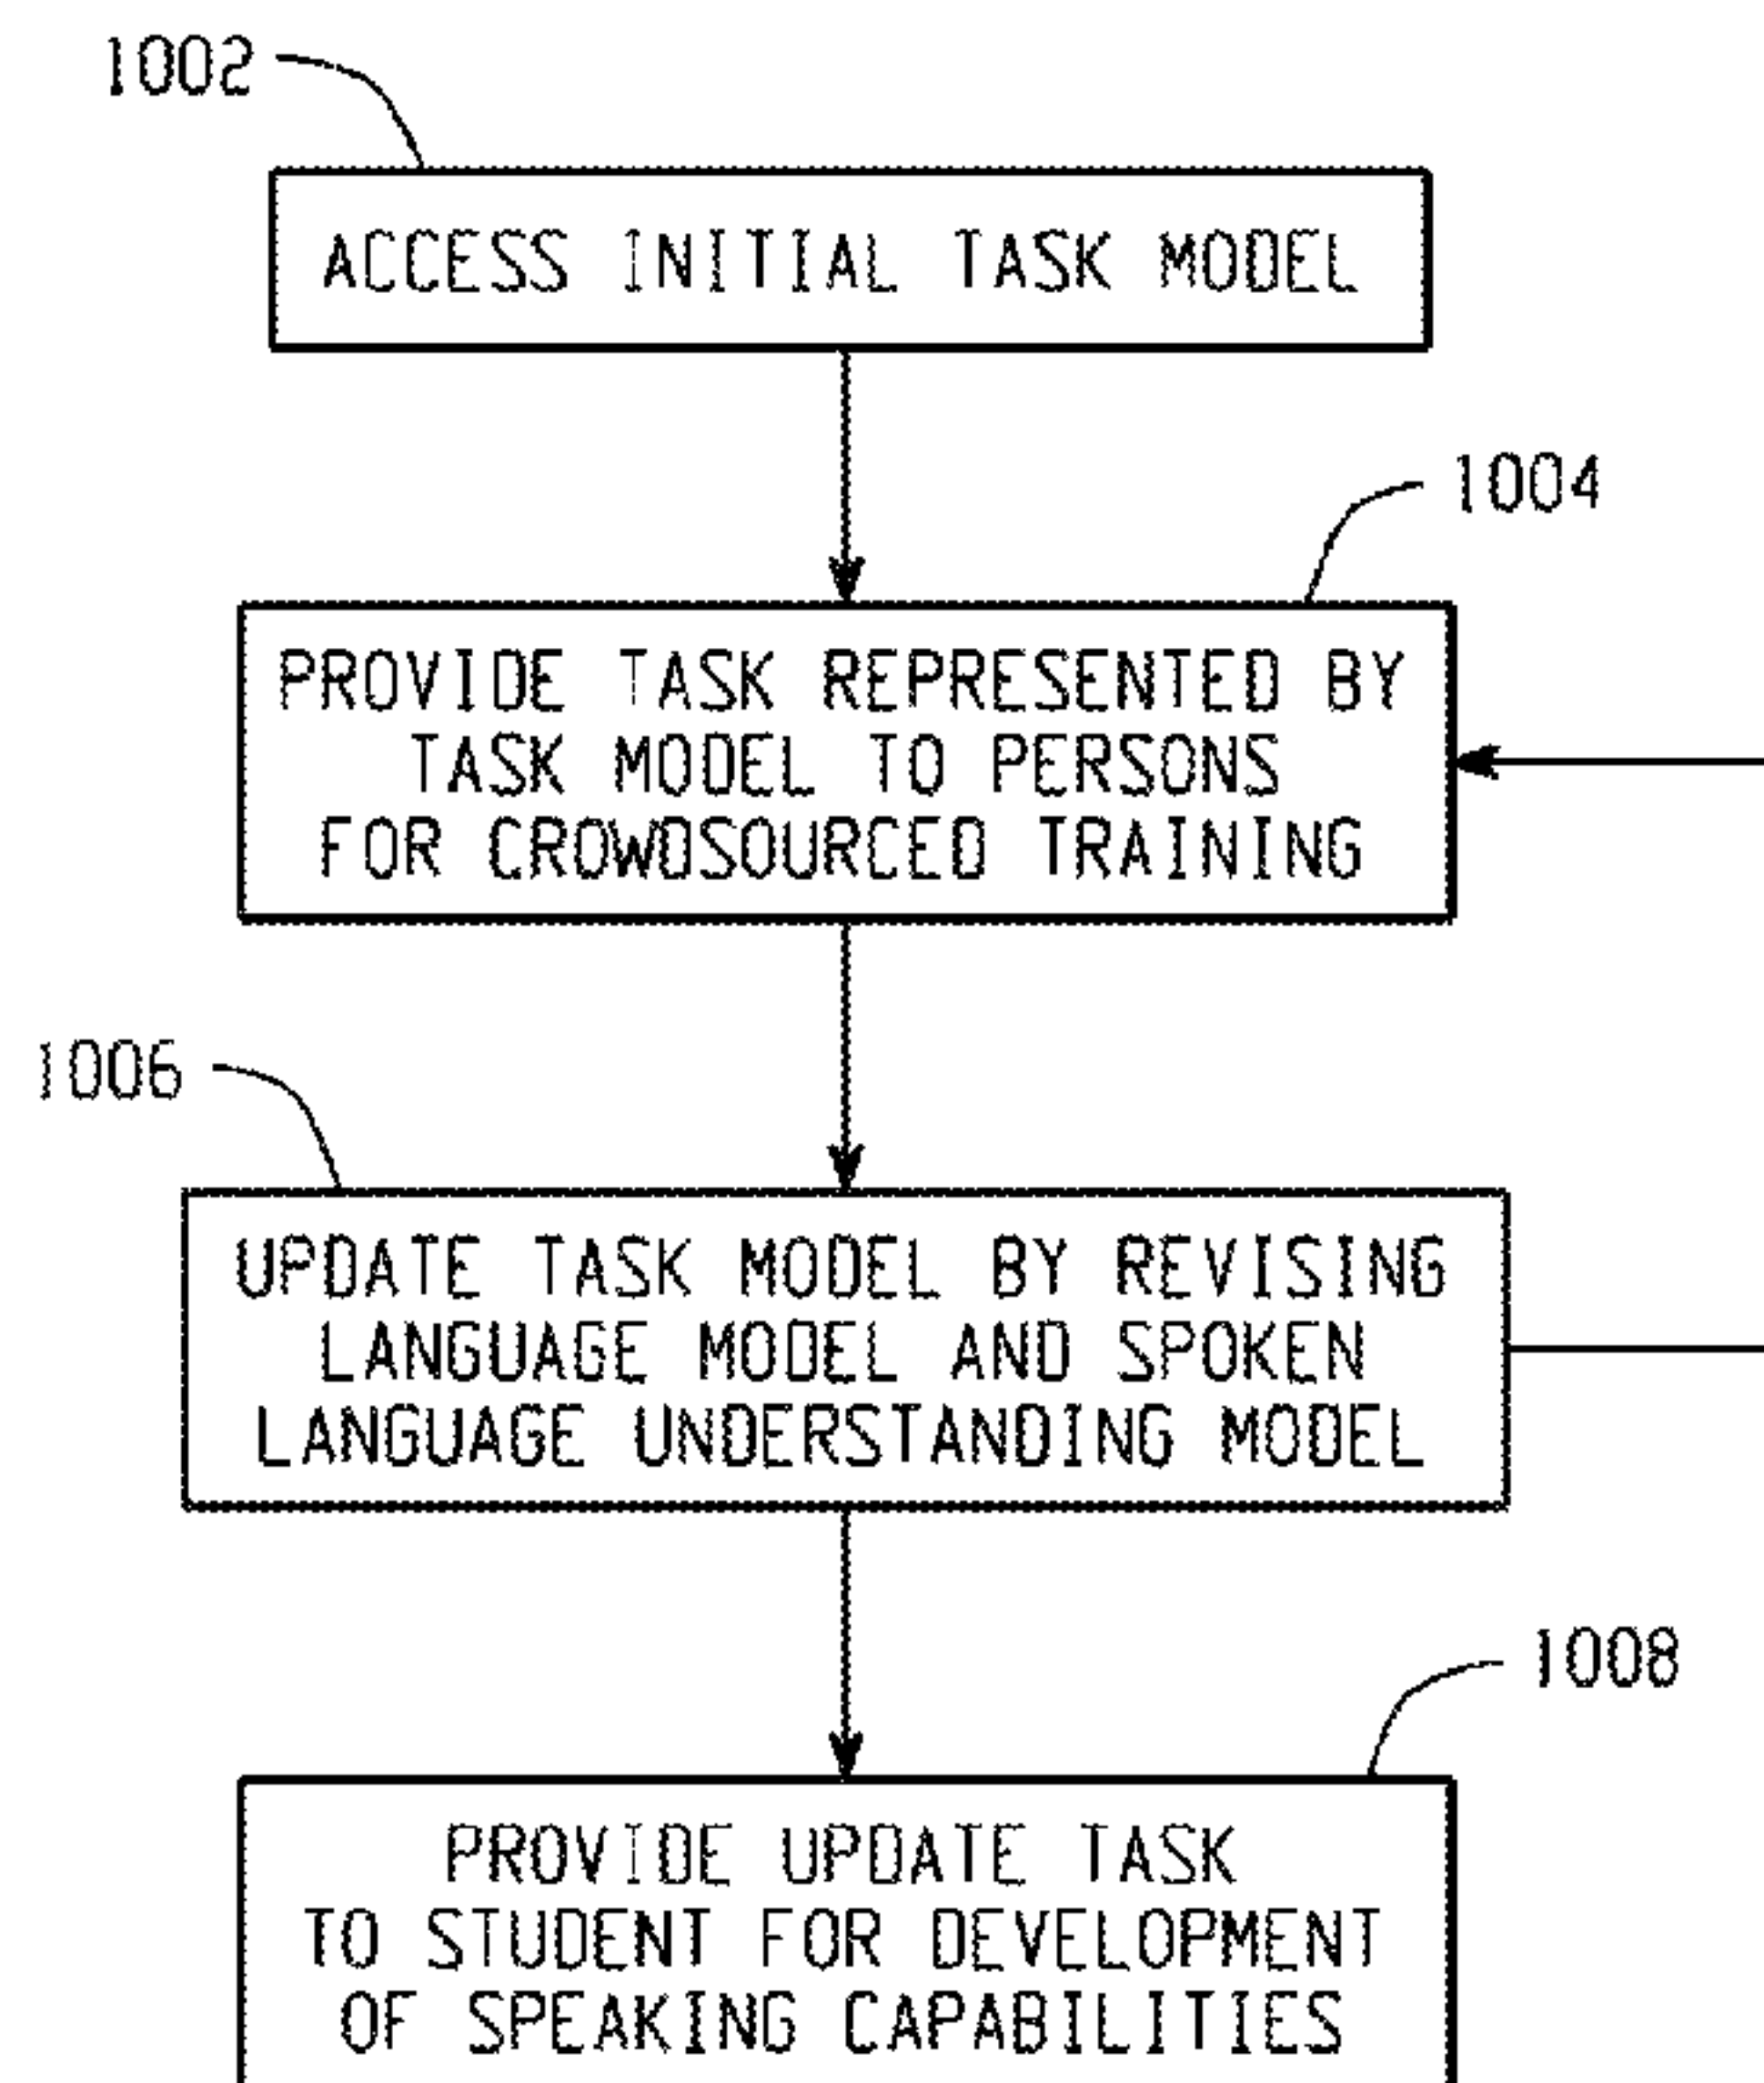 1002
ACCESS INITIAL TASK MODEL
1004
PROVIDE TASK REPRESENTED BY
TASK MODEL TO PERSONS
FOR CROWDSOURCED TRAINING
1006
UPDATE TASK MODEL BY REVISING
LANGUAGE MODEL AND SPOKEN
LANGUAGE UNDERSTANDING MODEL
1008
PROVIDE UPDATE TASK
TO STUDENT FOR DEVELOPMENT
OF SPEAKING CAPABILITIES